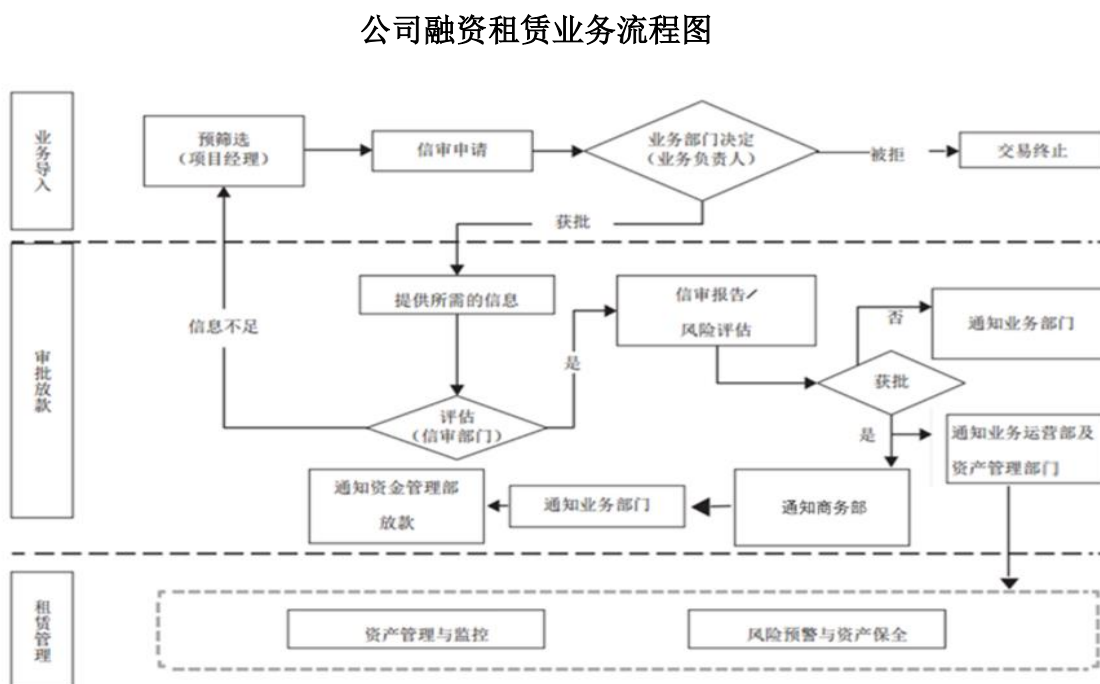 公司融资租赁业务流程图
业务导入
预筛选
（项目经理）
信审申请
业务部门决定
（业务负责人）
被拒
交易终止
获批
审批放款
提供所需的信息
信息不足
评估
（信审部门）
是
信审报告/
风险评估
获批
否
通知业务部门
是
通知业务运营部及
资产管理部门
通知商务部
通知业务部门
通知资金管理部
放款
租赁管理
资产管理与监控
风险预警与资产保全